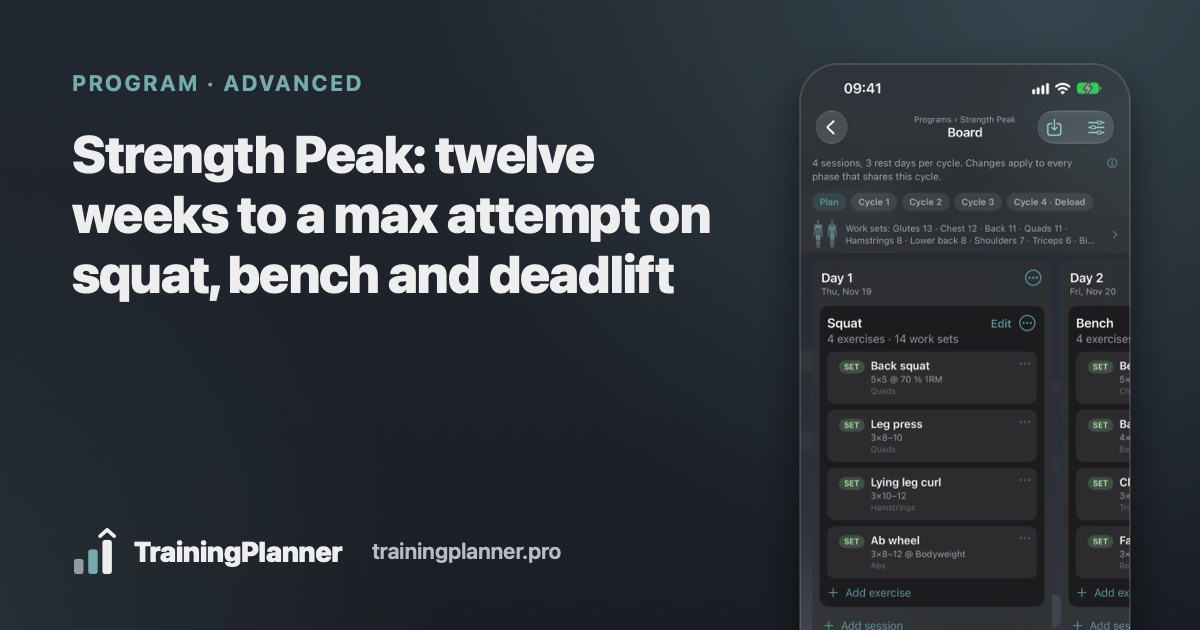 PROGRAM · ADVANCED
Strength Peak: twelve
weeks to a max attempt on
squat, bench and deadlift
TrainingPlanner
trainingplanner.pro
09:41
Programs › Strength Peak
Board
4 sessions, 3 rest days per cycle. Changes apply to every
phase that shares this cycle.
Plan
Cycle 1
Cycle 2
Cycle 3
Cycle 4 · Deload
Work sets: Glutes 13 · Chest 12 · Back 11 · Quads 11 ·
Hamstrings 8 · Lower back 8 · Shoulders 7 · Triceps 6 · Bi...
Day 1
Thu, Nov 19
Squat
Edit
4 exercises · 14 work sets
SET Back squat
5×5 @ 70 % 1RM
Quads
SET Leg press
3×8–10
Quads
SET Lying leg curl
3×10–12
Hamstrings
SET Ab wheel
3×8–12 @ Bodyweight
Abs
+ Add exercise
+ Add session
Day 2
Fri, Nov 20
Bench
4 exercises
SET
SET
SET
SET
+ Add ex
+ Add ses